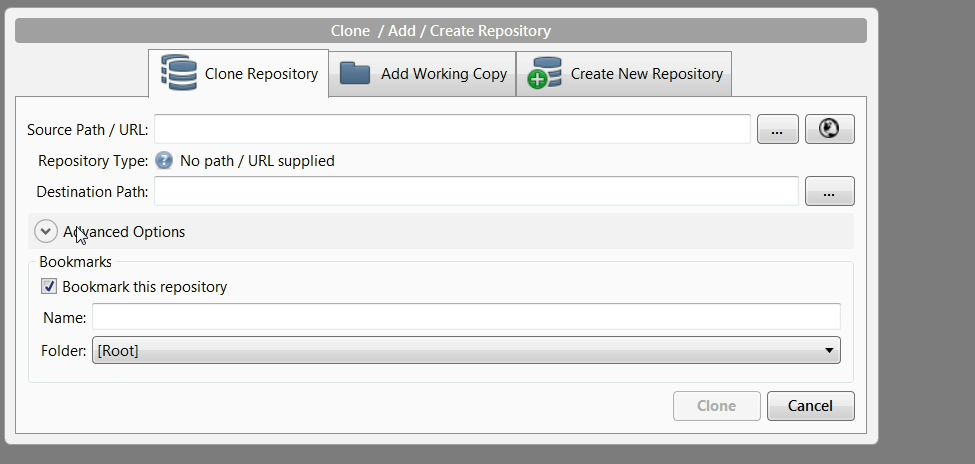 Clone / Add / Create Repository
Clone Repository Add Working Copy Create New Repository
Source Path / URL: ...
Repository Type: ? No path / URL supplied
Destination Path: ...
Advanced Options
Bookmarks
Bookmark this repository
Name:
Folder: [Root]
Clone Cancel